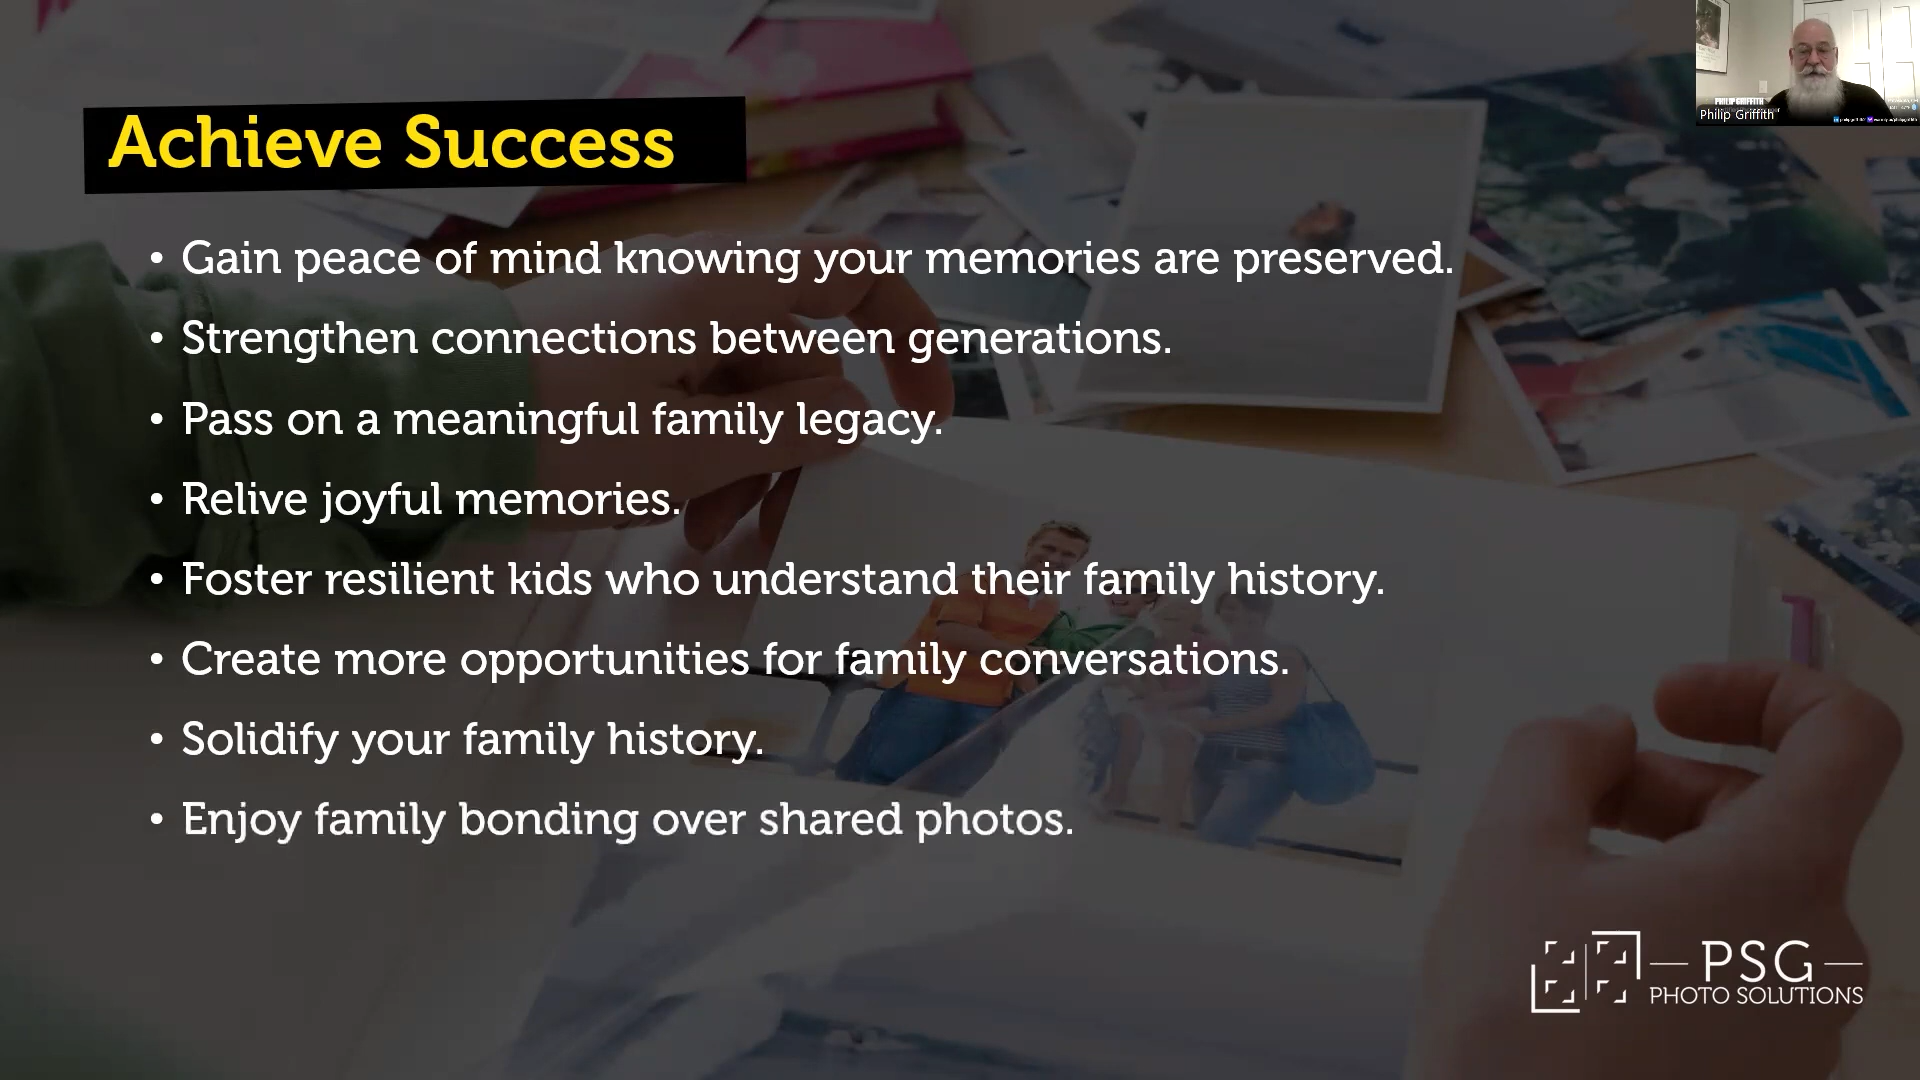 Achieve Success
• Gain peace of mind knowing your memories are preserved.
• Strengthen connections between generations.
• Pass on a meaningful family legacy.
• Relive joyful memories.
• Foster resilient kids who understand their family history.
• Create more opportunities for family conversations.
• Solidify your family history.
• Enjoy family bonding over shared photos.
PHILIP GRIFFITH
Philip Griffith
PSG
PHOTO SOLUTIONS